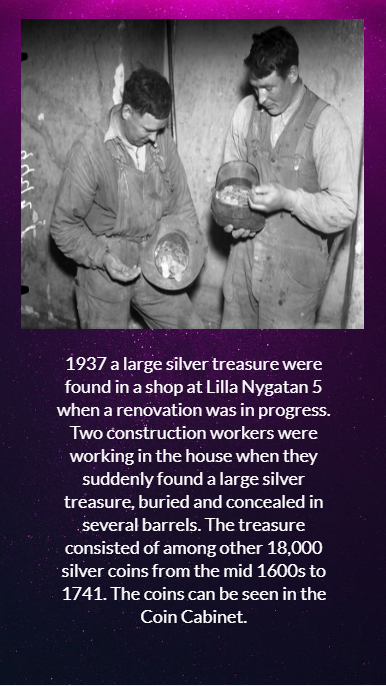 1937 a large silver treasure were
found in a shop at Lilla Nygatan 5
when a renovation was in progress.
Two construction workers were
working in the house when they
suddenly found a large silver
treasure, buried and concealed in
several barrels. The treasure
consisted of among other 18,000
silver coins from the mid 1600s to
1741. The coins can be seen in the
Coin Cabinet.